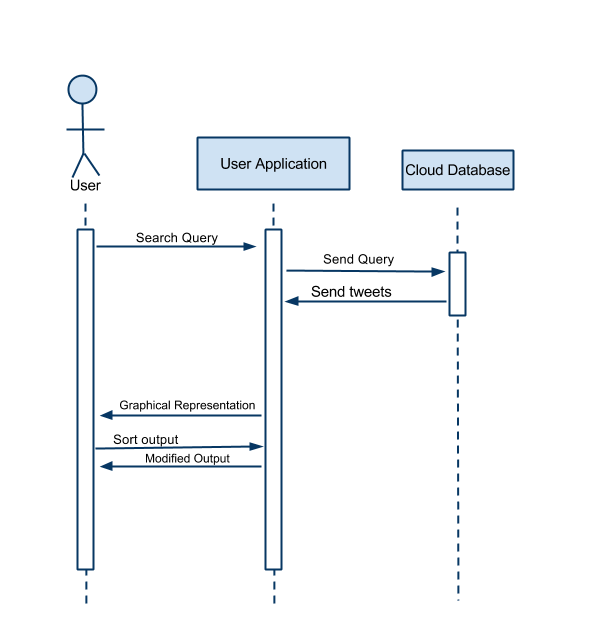 User
User Application
Cloud Database
Search Query
Send Query
Send tweets
Graphical Representation
Sort output
Modified Output